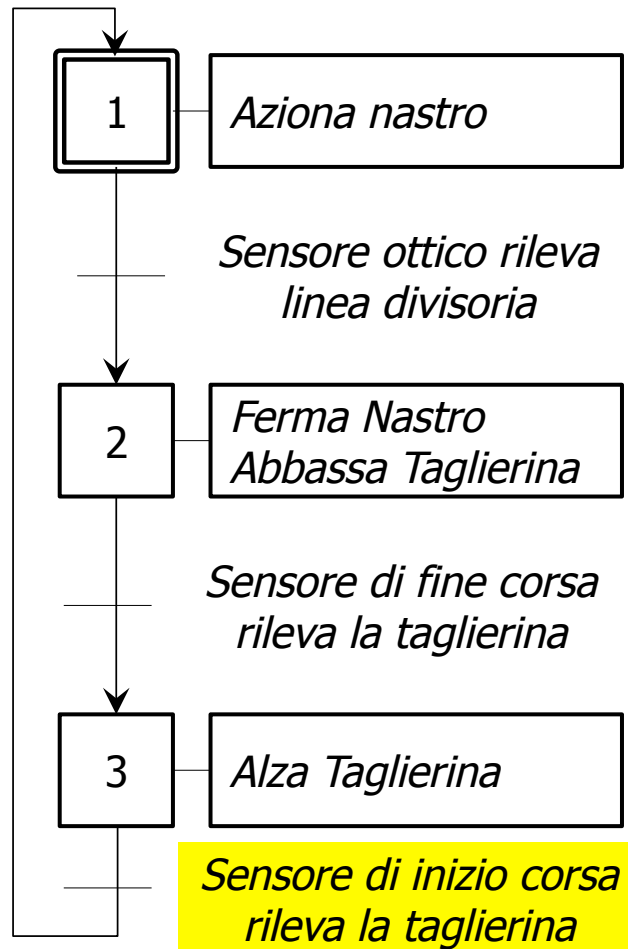 1
Aziona nastro
Sensore ottico rileva
linea divisoria
2
Ferma Nastro
Abbassa Taglierina
Sensore di fine corsa
rileva la taglierina
3
Alza Taglierina
Sensore di inizio corsa
rileva la taglierina